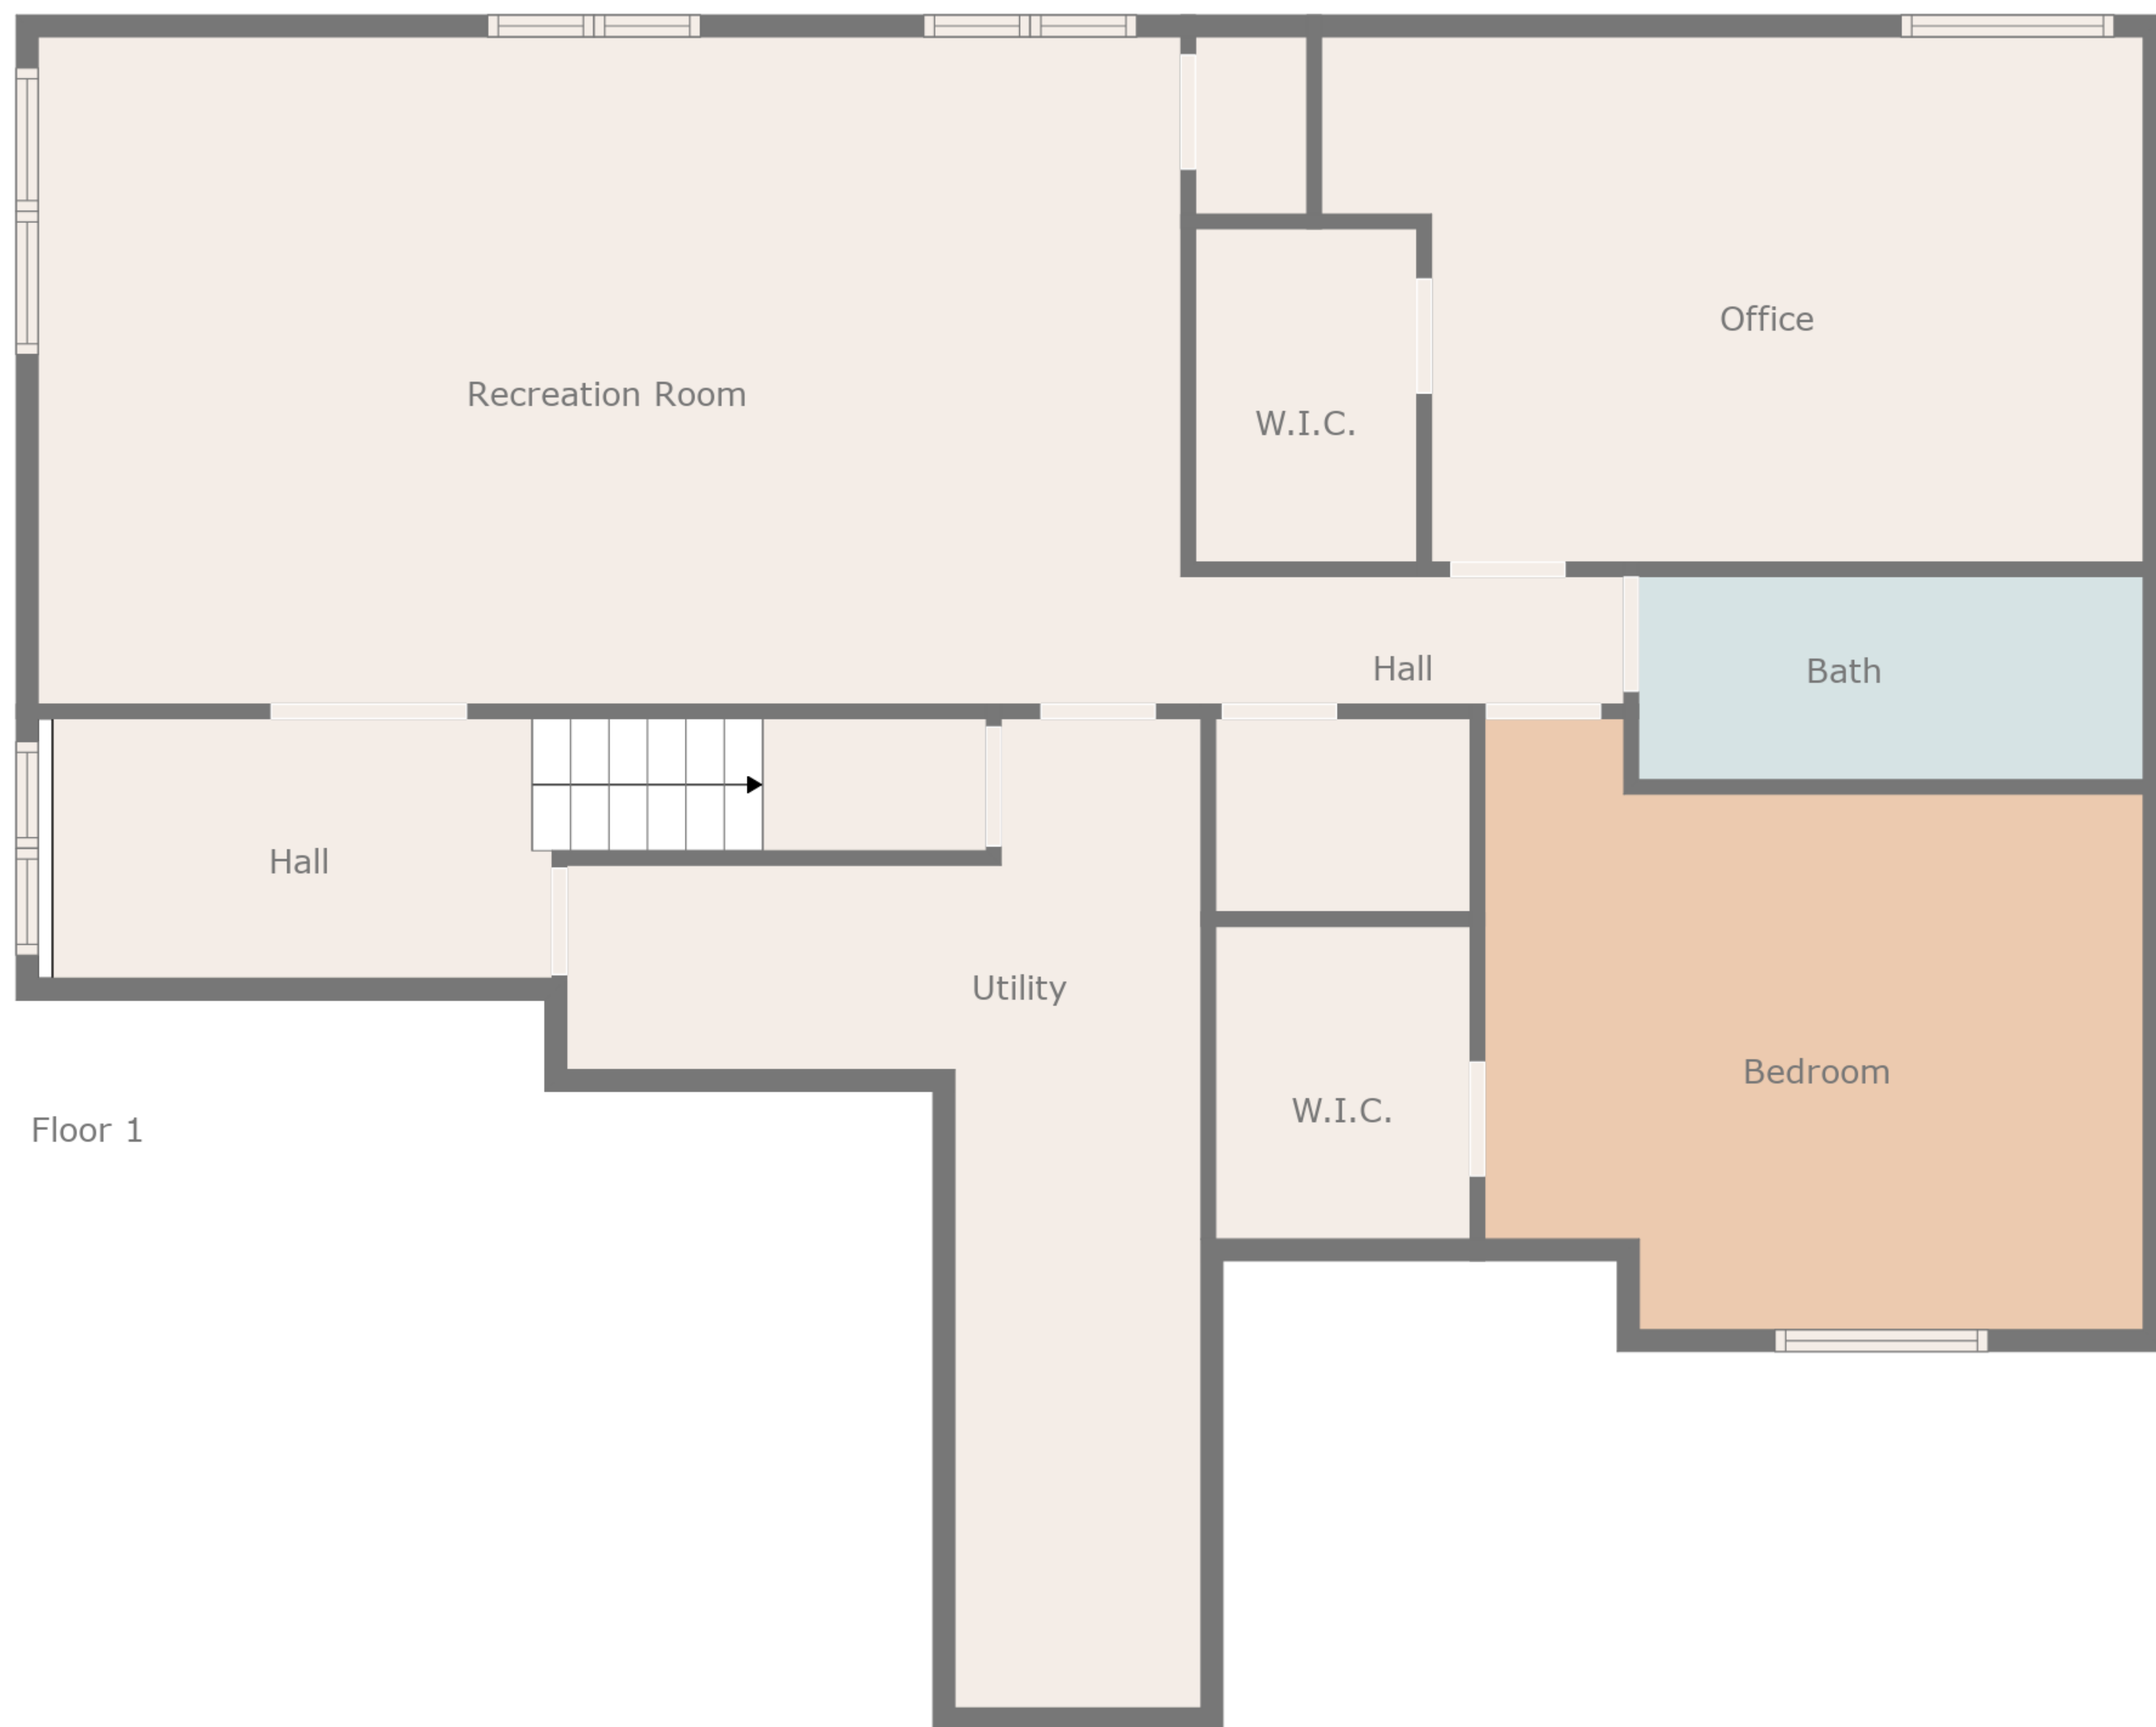 Office
Recreation Room
W.I.C.
Hall
Bath
Hall
Utility
Bedroom
W.I.C.
Floor 1